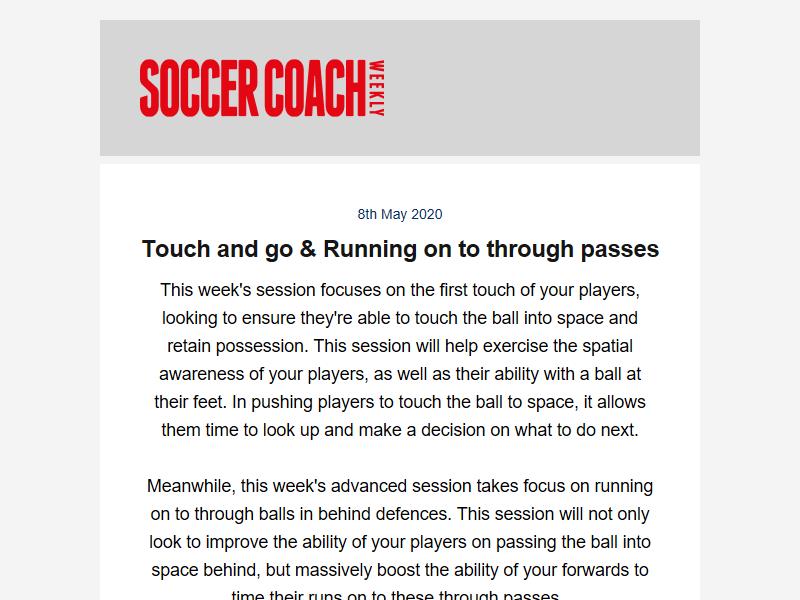 SOCCER COACH WEEKLY
8th May 2020
Touch and go & Running on to through passes
This week's session focuses on the first touch of your players,
looking to ensure they're able to touch the ball into space and
retain possession. This session will help exercise the spatial
awareness of your players, as well as their ability with a ball at
their feet. In pushing players to touch the ball to space, it allows
them time to look up and make a decision on what to do next.
Meanwhile, this week's advanced session takes focus on running
on to through balls in behind defences. This session will not only
look to improve the ability of your players on passing the ball into
space behind, but massively boost the ability of your forwards to
time their runs on to these through passes.